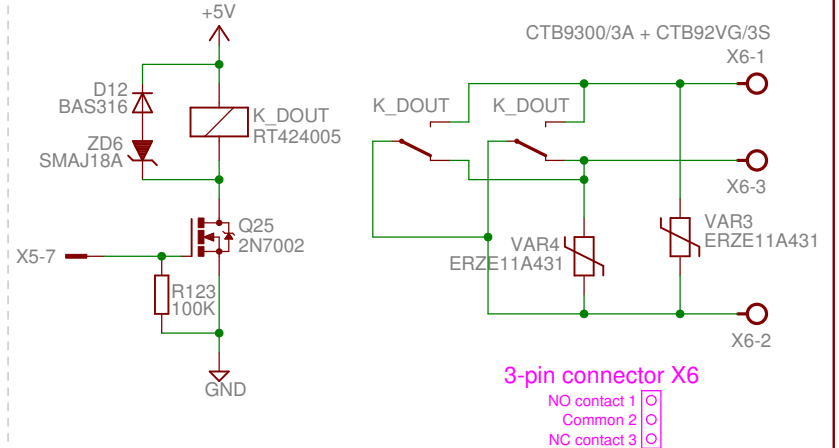 +5V
CTB9300/3A + CTB92VG/3S
X6-1
D12
BAS316
K_DOUT
RT424005
K_DOUT
K_DOUT
ZD6
SMAJ18A
X6-3
Q25
2N7002
VAR3
ERZE11A431
VAR4
ERZE11A431
X5-7
R123
100K
X6-2
GND
3-pin connector X6
NO contact 1
Common 2
NC contact 3